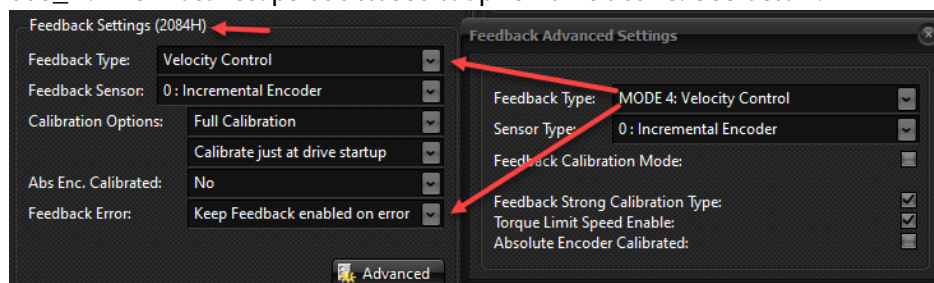 Feedback Settings (2084H)
Feedback Type: Velocity Control
Feedback Sensor: 0 : Incremental Encoder
Calibration Options: Full Calibration
Calibrate just at drive startup
Abs Enc. Calibrated: No
Feedback Error: Keep Feedback enabled on error
Advanced
Feedback Advanced Settings
Feedback Type: MODE 4: Velocity Control
Sensor Type: 0 : Incremental Encoder
Feedback Calibration Mode:
Feedback Strong Calibration Type:
Torque Limit Speed Enable:
Absolute Encoder Calibrated: